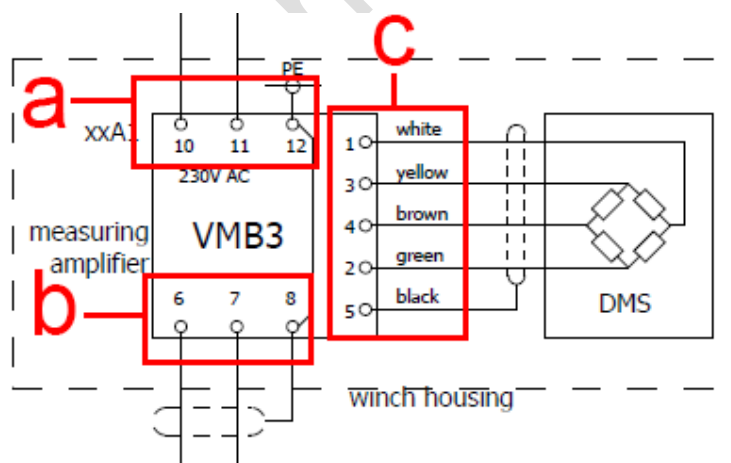 C
PE
a
xxA1
10 11 12
230V AC
1 white
3 yellow
4 brown
2 green
5 black
measuring
amplifier
VMB3
DMS
b
6 7 8
winch housing